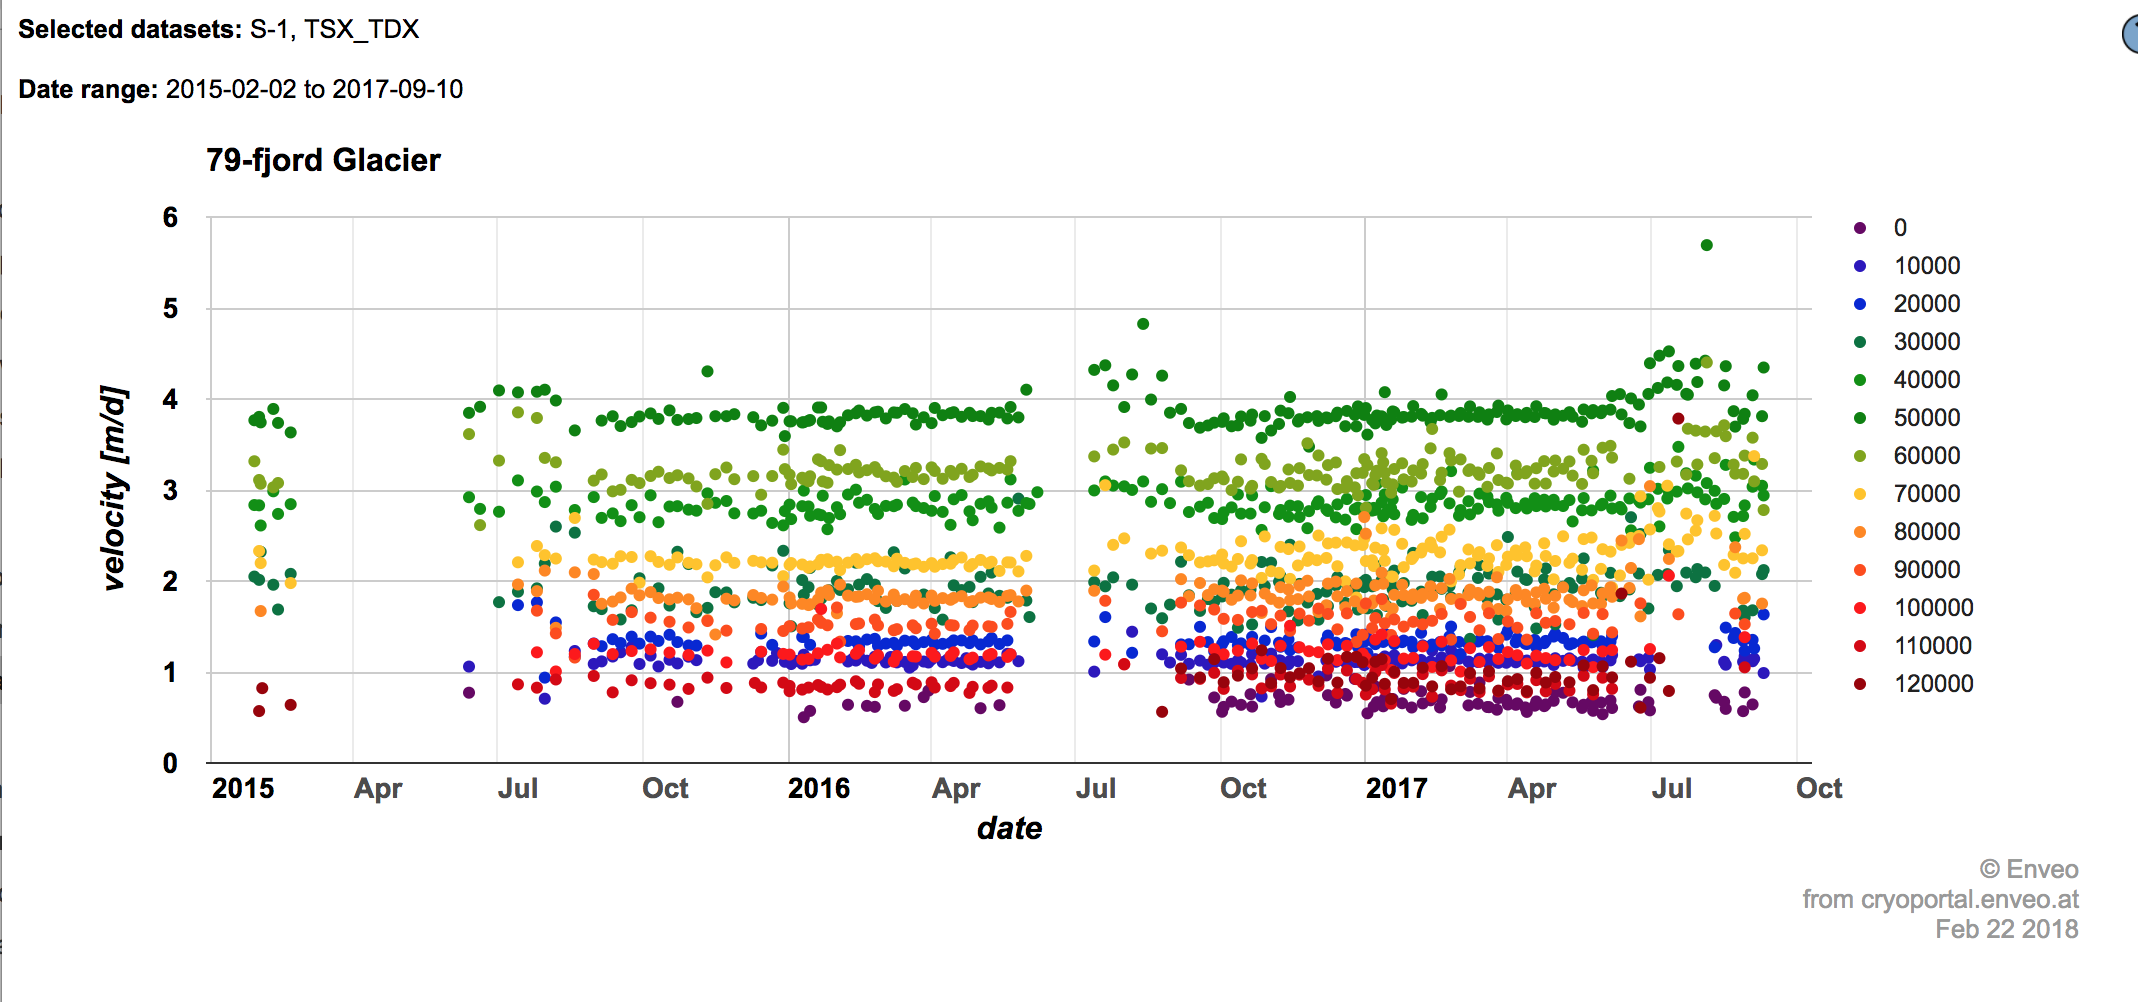 Selected datasets: S-1, TSX_TDX
Date range: 2015-02-02 to 2017-09-10
79-fjord Glacier
6
5
4
3
2
1
0
velocity [m/d]
2015 Apr Jul Oct 2016 Apr Jul Oct 2017 Apr Jul Oct
date
0
10000
20000
30000
40000
50000
60000
70000
80000
90000
100000
110000
120000
© Enveo
from cryoportal.enveo.at
Feb 22 2018